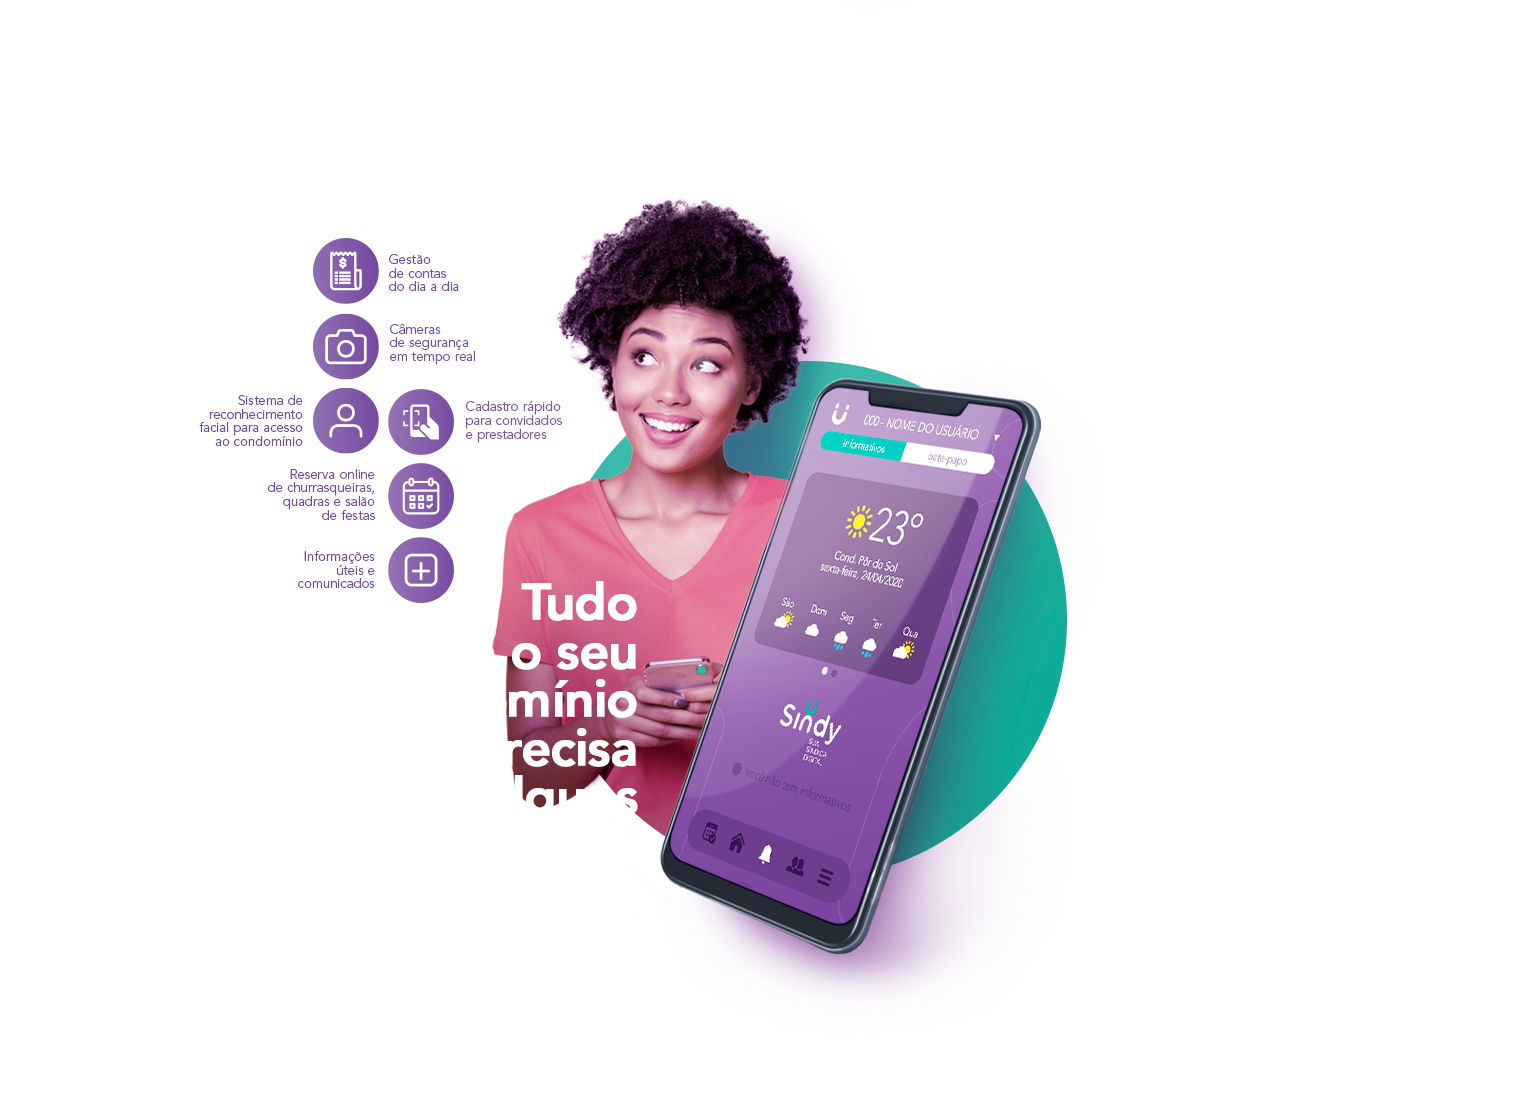 Gestão
de contas
do dia a dia
Câmeras
de segurança
em tempo real
Sistema de
reconhecimento
facial para acesso
ao condomínio
Cadastro rápido
para convidados
e prestadores
Reserva online
de churrasqueiras,
quadras e salão
de festas
Informações
úteis e
comunicados
Tudo
o seu
mínio
recisa
000- NOME DO USUÁRIO
informativos
bate-papo
23°
Cond. Pôr do Sol
sexta-feira, 24/04/2020
Sáb Dom Seg Ter Qua
Sindy
você não tem informativos